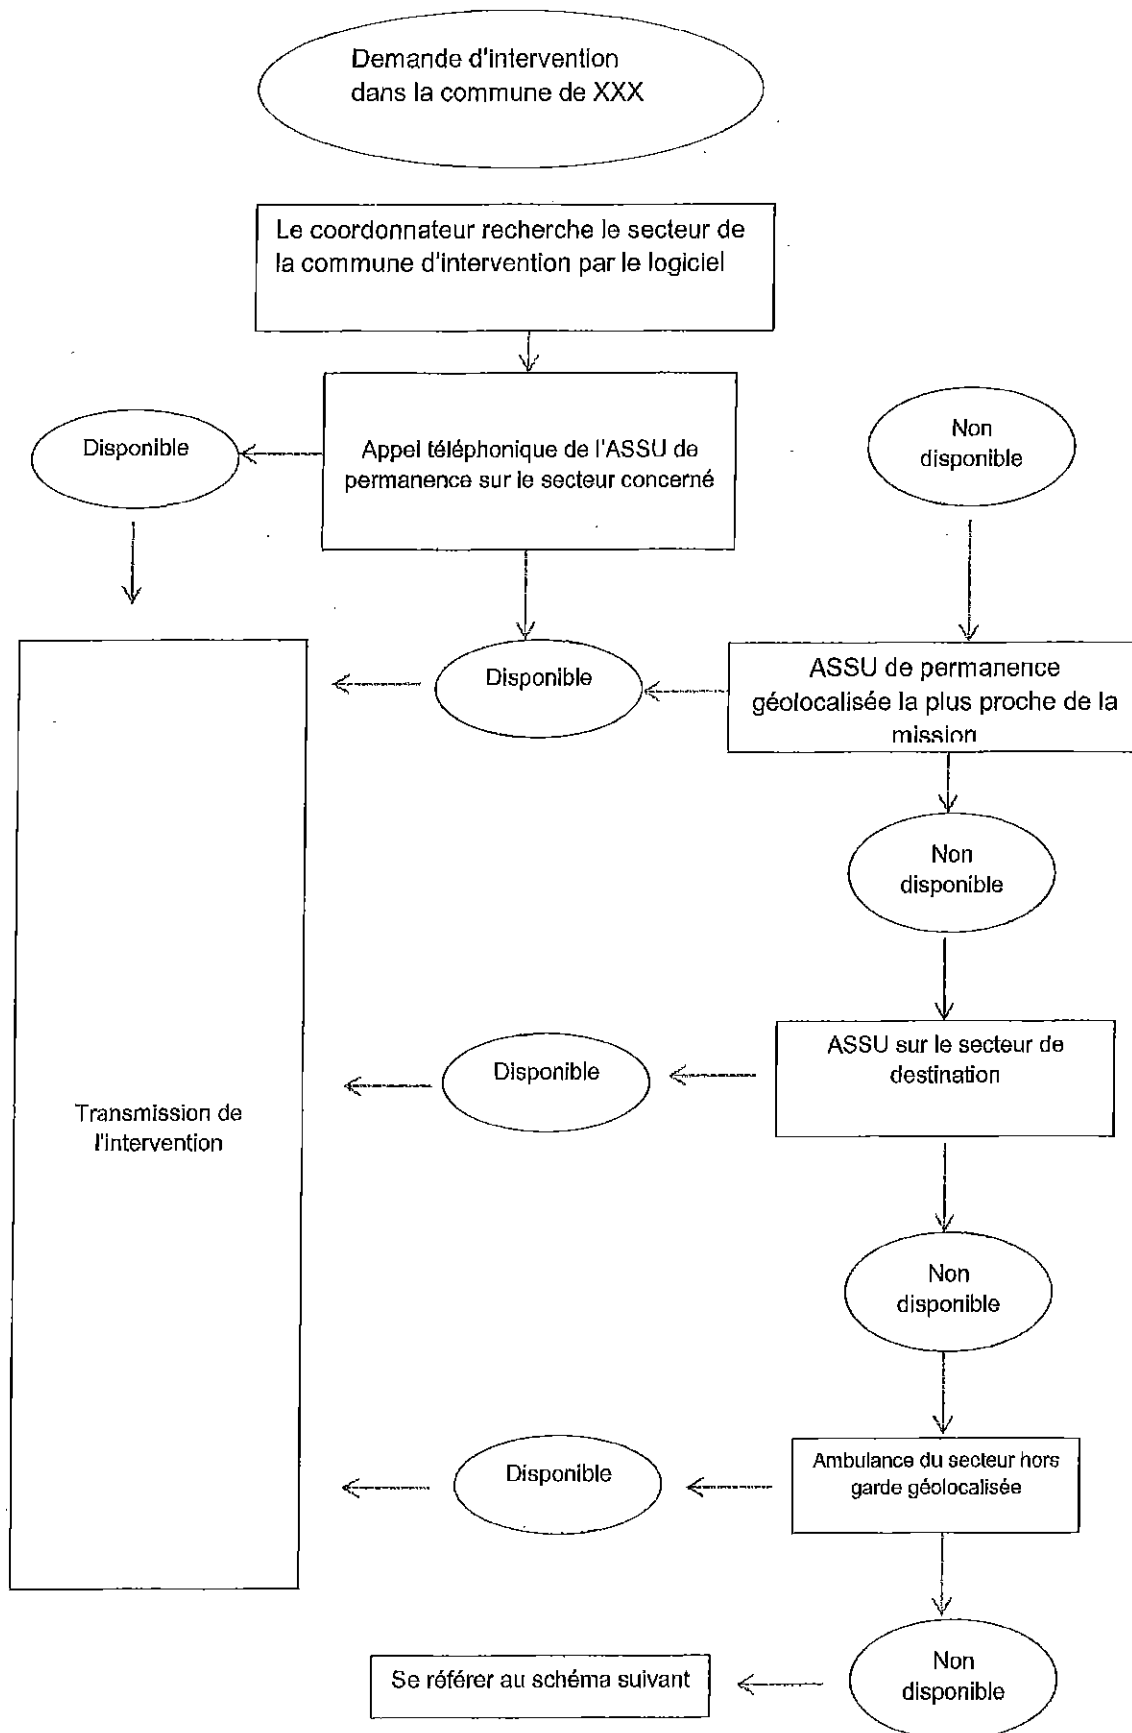 Demande d'intervention
dans la commune de XXX
Le coordonnateur recherche le secteur de
la commune d'intervention par le logiciel
Disponible
Appel téléphonique de l'ASSU de
permanence sur le secteur concerné
Non
disponible
Disponible
ASSU de permanence
géolocalisée la plus proche de la
mission
Non
disponible
Transmission de
l'intervention
Disponible
ASSU sur le secteur de
destination
Non
disponible
Disponible
Ambulance du secteur hors
garde géolocalisée
Se référer au schéma suivant
Non
disponible